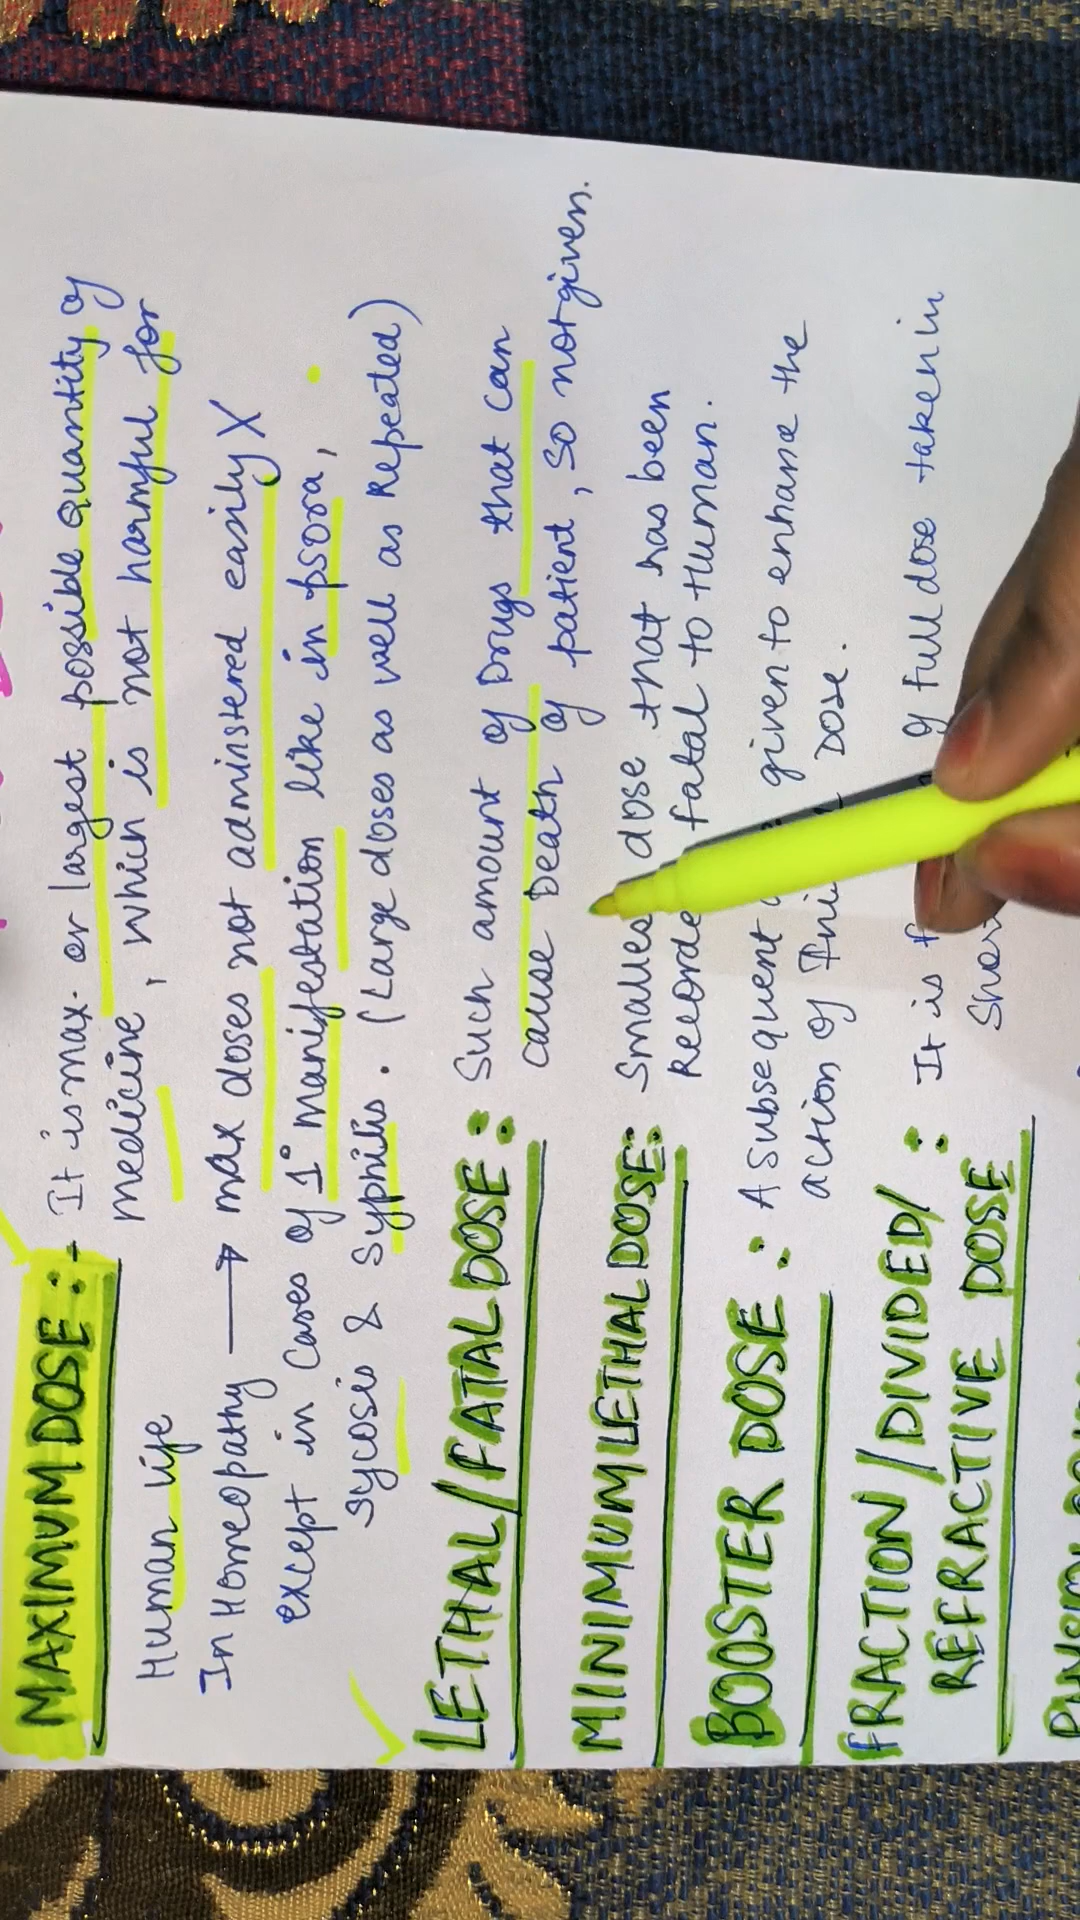 MAXIMUM DOSE :→ It is max. or largest possible quantity of
medicine, which is not harmful for
Human life
In Homeopathy → max doses not adminstered easily X
except in cases of 1° manifestation like in psora,
sycosis & syphilis. (Large doses as well as Repeated)
LETHAL/FATAL DOSE: Such amount of Drugs that can
cause Death of patient, so not given.
MINIMUM LETHAL DOSE: dose that has been
fatal to Human.
BOOSTER DOSE : A subsequent given to enhance the
action of DOSE.
FRACTION/DIVIDED/ : It is of full dose taken in
REFRACTIVE DOSE